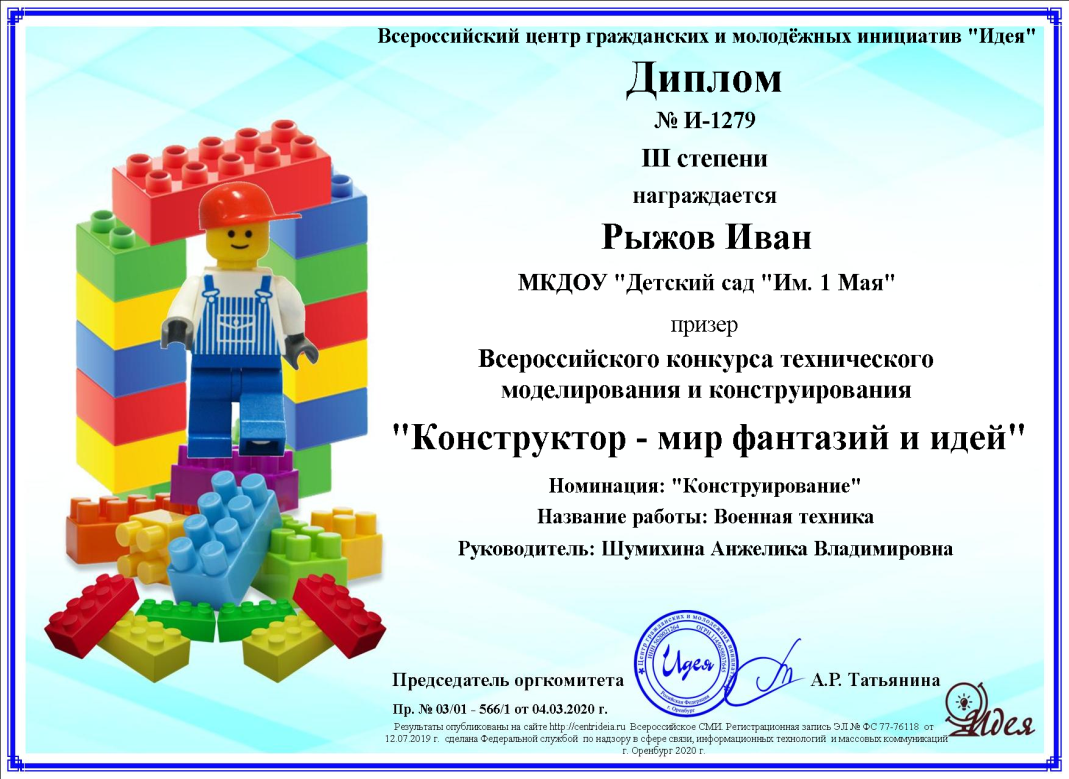 Всероссийский центр гражданских и молодёжных инициатив "Идея"
Диплом
№ И-1279
III степени
награждается
Рыжов Иван
МКДОУ "Детский сад "Им. 1 Мая"
призер
Всероссийского конкурса технического
моделирования и конструирования
"Конструктор - мир фантазий и идей"
Номинация: "Конструирование"
Название работы: Военная техника
Руководитель: Шумихина Анжелика Владимировна
Идея
Российская Федерация
г. Оренбург
Председатель оргкомитета
А.Р. Татьянина
Пр. № 03/01 - 566/1 от 04.03.2020 г.
Результаты опубликованы на сайте http://centrideia.ru Всероссийское СМИ. Регистрационная запись ЭЛ № ФС 77-76118 от
12.07.2019 г. сделана Федеральной службой по надзору в сфере связи, информационных технологий и массовых коммуникаций
г. Оренбург 2020 г.
Идея